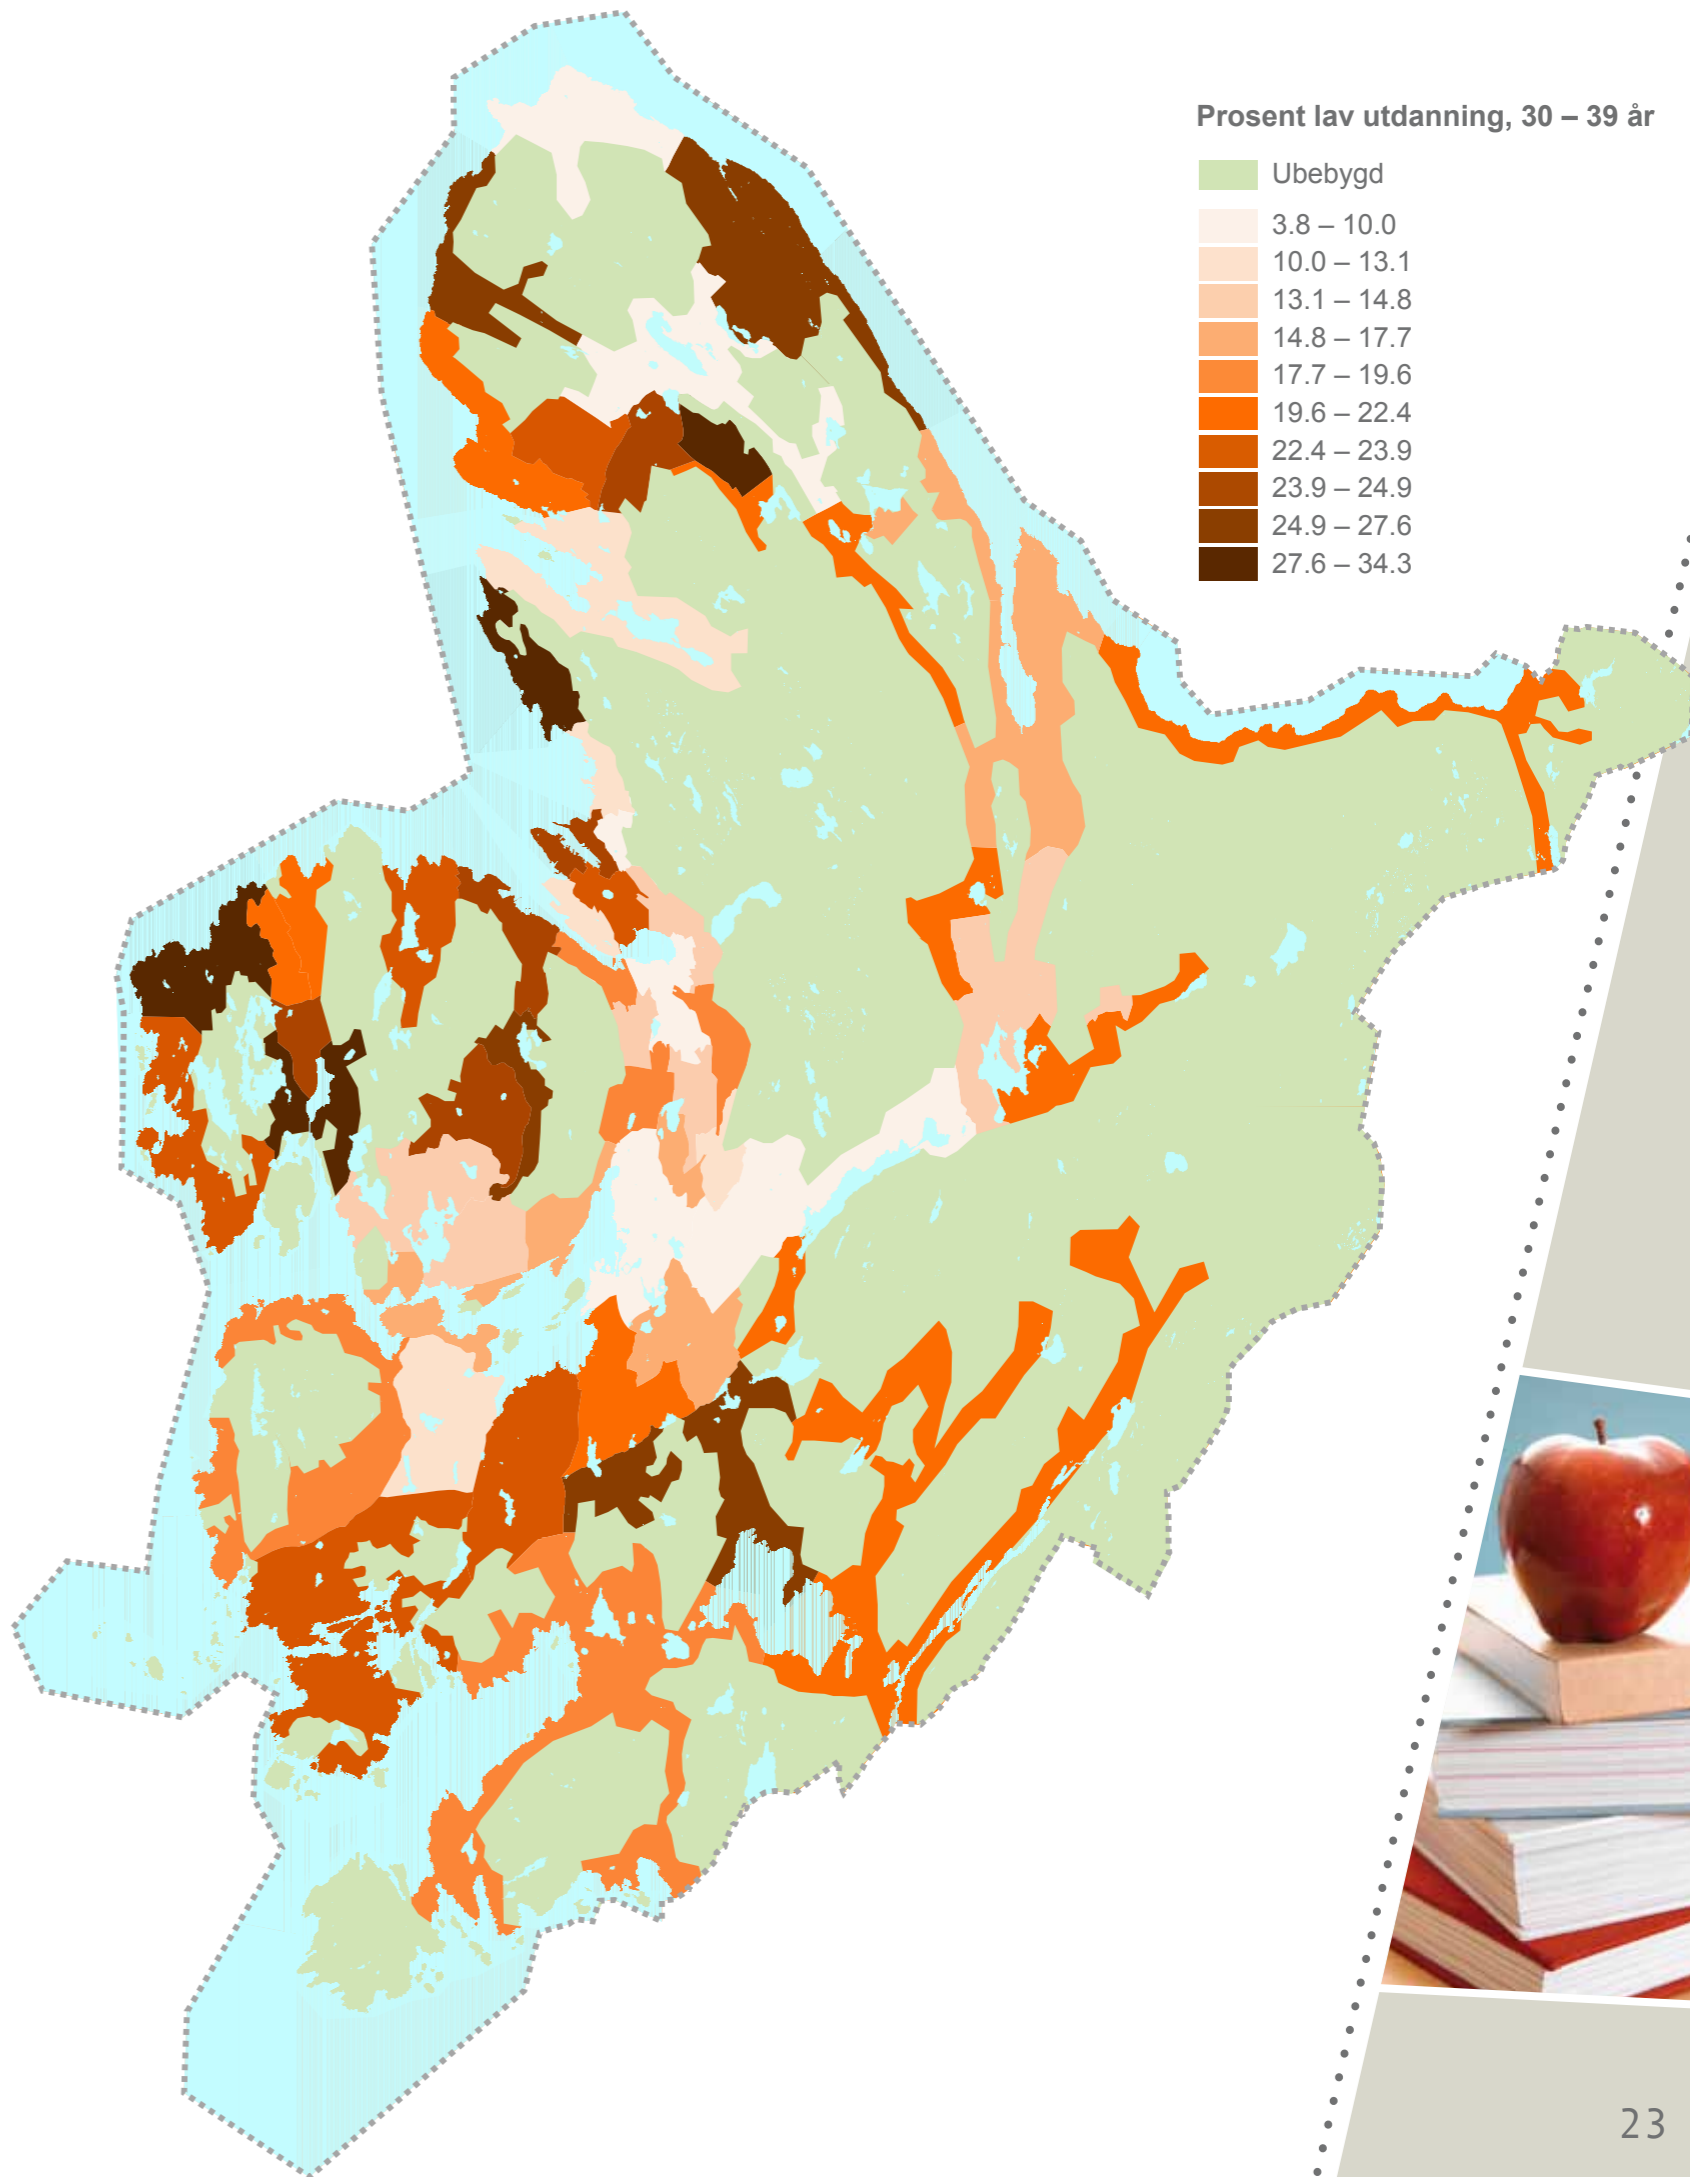 Prosent lav utdanning, 30 – 39 år
Ubebygd
3.8 – 10.0
10.0 – 13.1
13.1 – 14.8
14.8 – 17.7
17.7 – 19.6
19.6 – 22.4
22.4 – 23.9
23.9 – 24.9
24.9 – 27.6
27.6 – 34.3
23